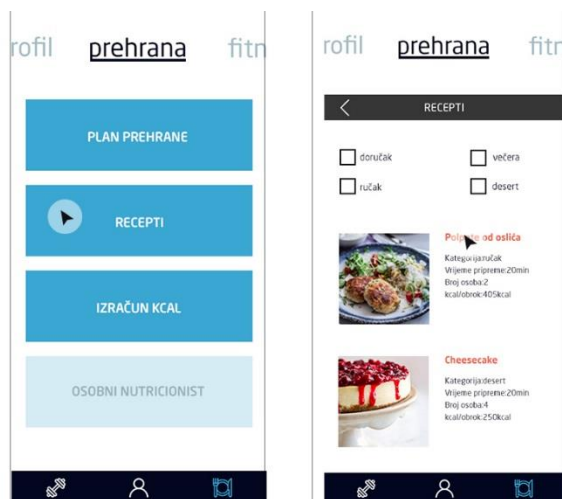 rofil prehrana fitn
PLAN PREHRANE
RECEPTI
IZRAČUN KCAL
OSOBNI NUTRICIONIST
rofil prehrana fitr
RECEPTI
doručak večera
ručak desert
Polpete od oslića
Kategorija:ručak
Vrijeme pripreme:20min
Broj osoba:2
kcal/obrok:405kcal
Cheesecake
Kategorija:desert
Vrijeme pripreme:20min
Broj osoba:4
kcal/obrok:250kcal